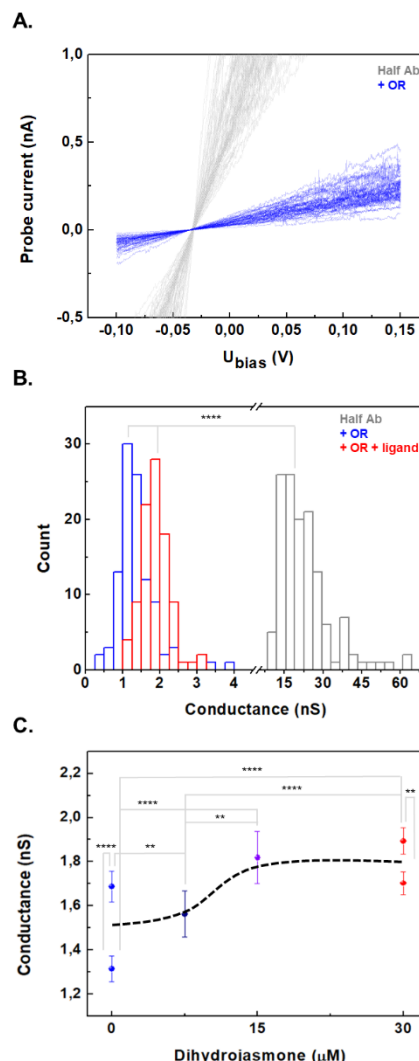 A.
1,0
0,5
0,0
-0,5
Probe current (nA)
Half Ab
+ OR
-0,10 -0,05 0,00 0,05 0,10 0,15
U bias (V)
B.
****
Half Ab
+ OR
+ OR + ligand
30
20
10
0
Count
0 1 2 3 4 15 30 45 60
Conductance (nS)
C.
2,2
2,1
2,0
1,8
1,6
1,4
1,2
Conductance (nS)
****
**
****
****
****
**
**
0 15 30
Dihydrojasmone (µM)